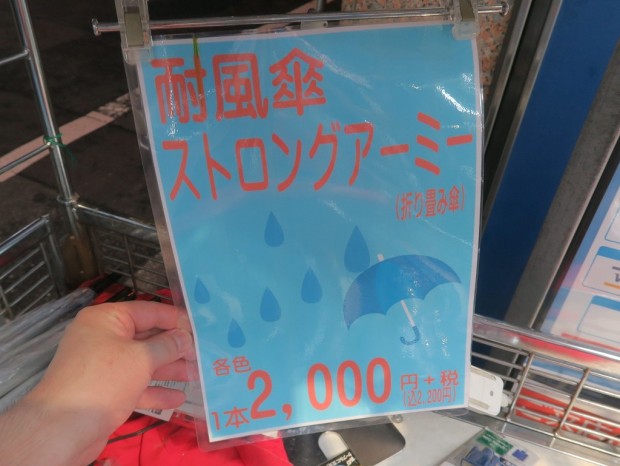 耐風傘
ストロングアーミー
(折り畳み傘)
各色
1本2,000円+税
(込2,200円)